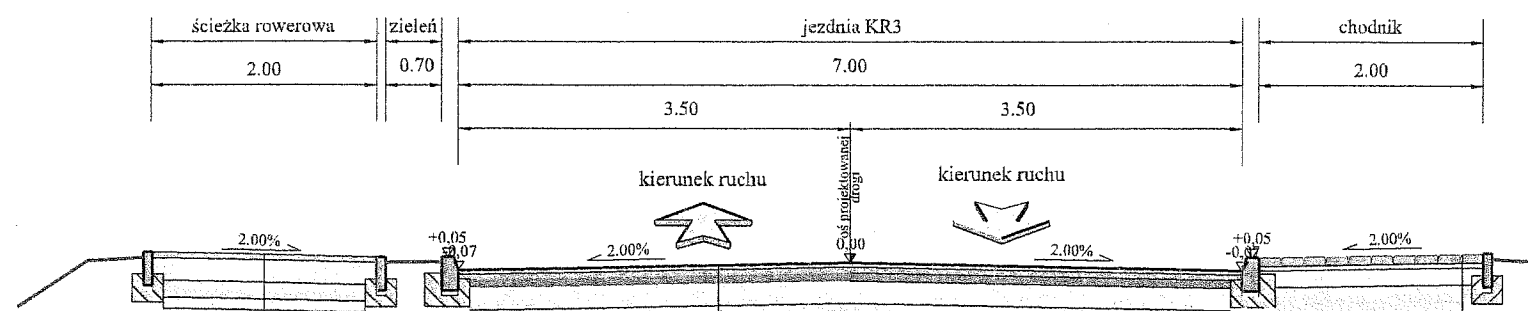 ścieżka rowerowa
zieleń
jezdnia KR3
chodnik
2.00
0.70
7.00
2.00
3.50
3.50
oś projektowanej
drogi
kierunek ruchu
kierunek ruchu
2.00%
+0,05
2.00%
0.00
2.00%
+0,05
2.00%